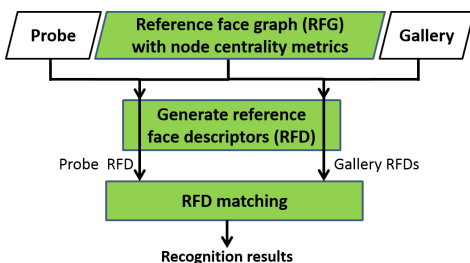 Probe
Reference face graph (RFG)
with node centrality metrics
Gallery
Generate reference
face descriptors (RFD)
Probe RFD
Gallery RFDs
RFD matching
Recognition results